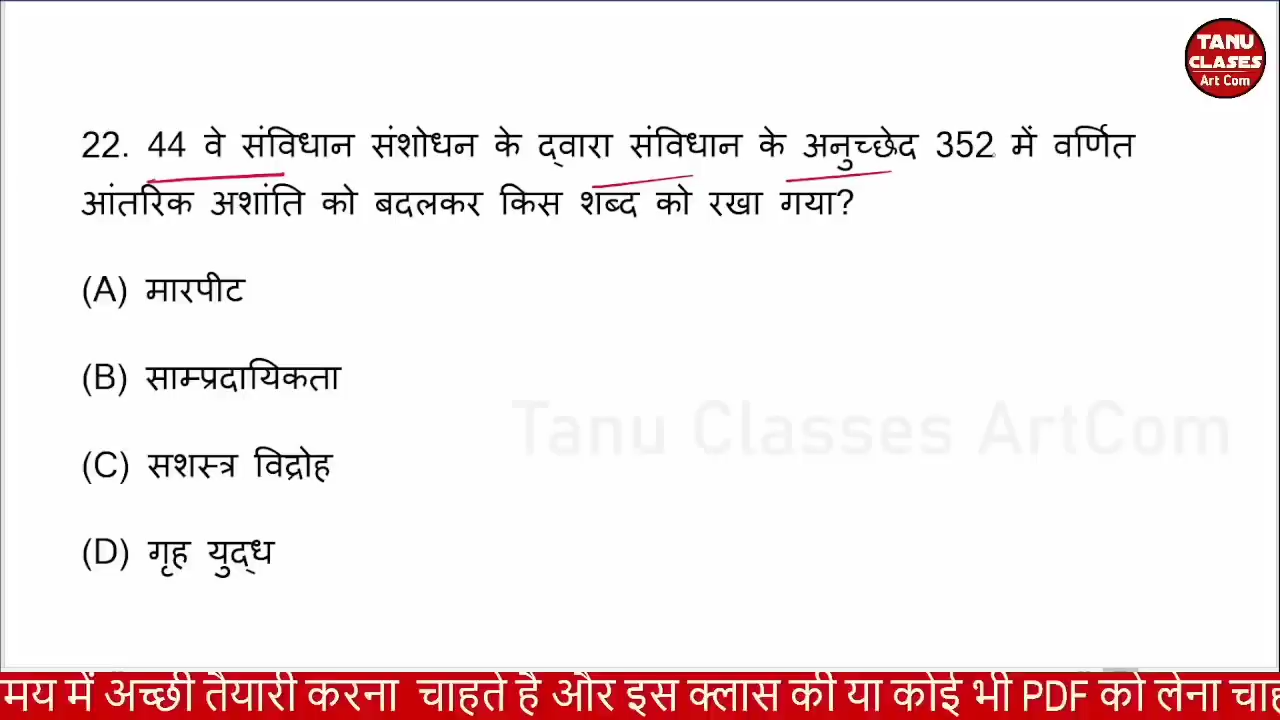 TANU
CLASES
Art Com
22. 44 वे संविधान संशोधन के द्वारा संविधान के अनुच्छेद 352 में वर्णित
आंतरिक अशांति को बदलकर किस शब्द को रखा गया?
(A) मारपीट
(B) साम्प्रदायिकता
Tanu Classes ArtCom
(C) सशस्त्र विद्रोह
(D) गृह युद्ध
मय में अच्छी तैयारी करना चाहते है और इस क्लास की या कोई भी PDF को लेना चाह